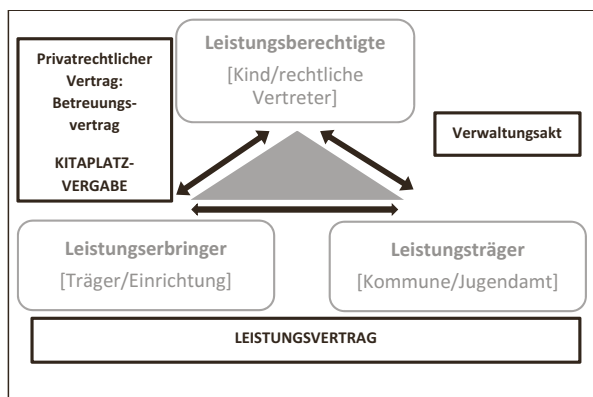 Leistungsberechtigte
[Kind/rechtliche
Vertreter]
Privatrechtlicher
Vertrag:
Betreuungs-
vertrag
KITAPLATZ-
VERGABE
Verwaltungsakt
Leistungserbringer
[Träger/Einrichtung]
Leistungsträger
[Kommune/Jugendamt]
LEISTUNGSVERTRAG